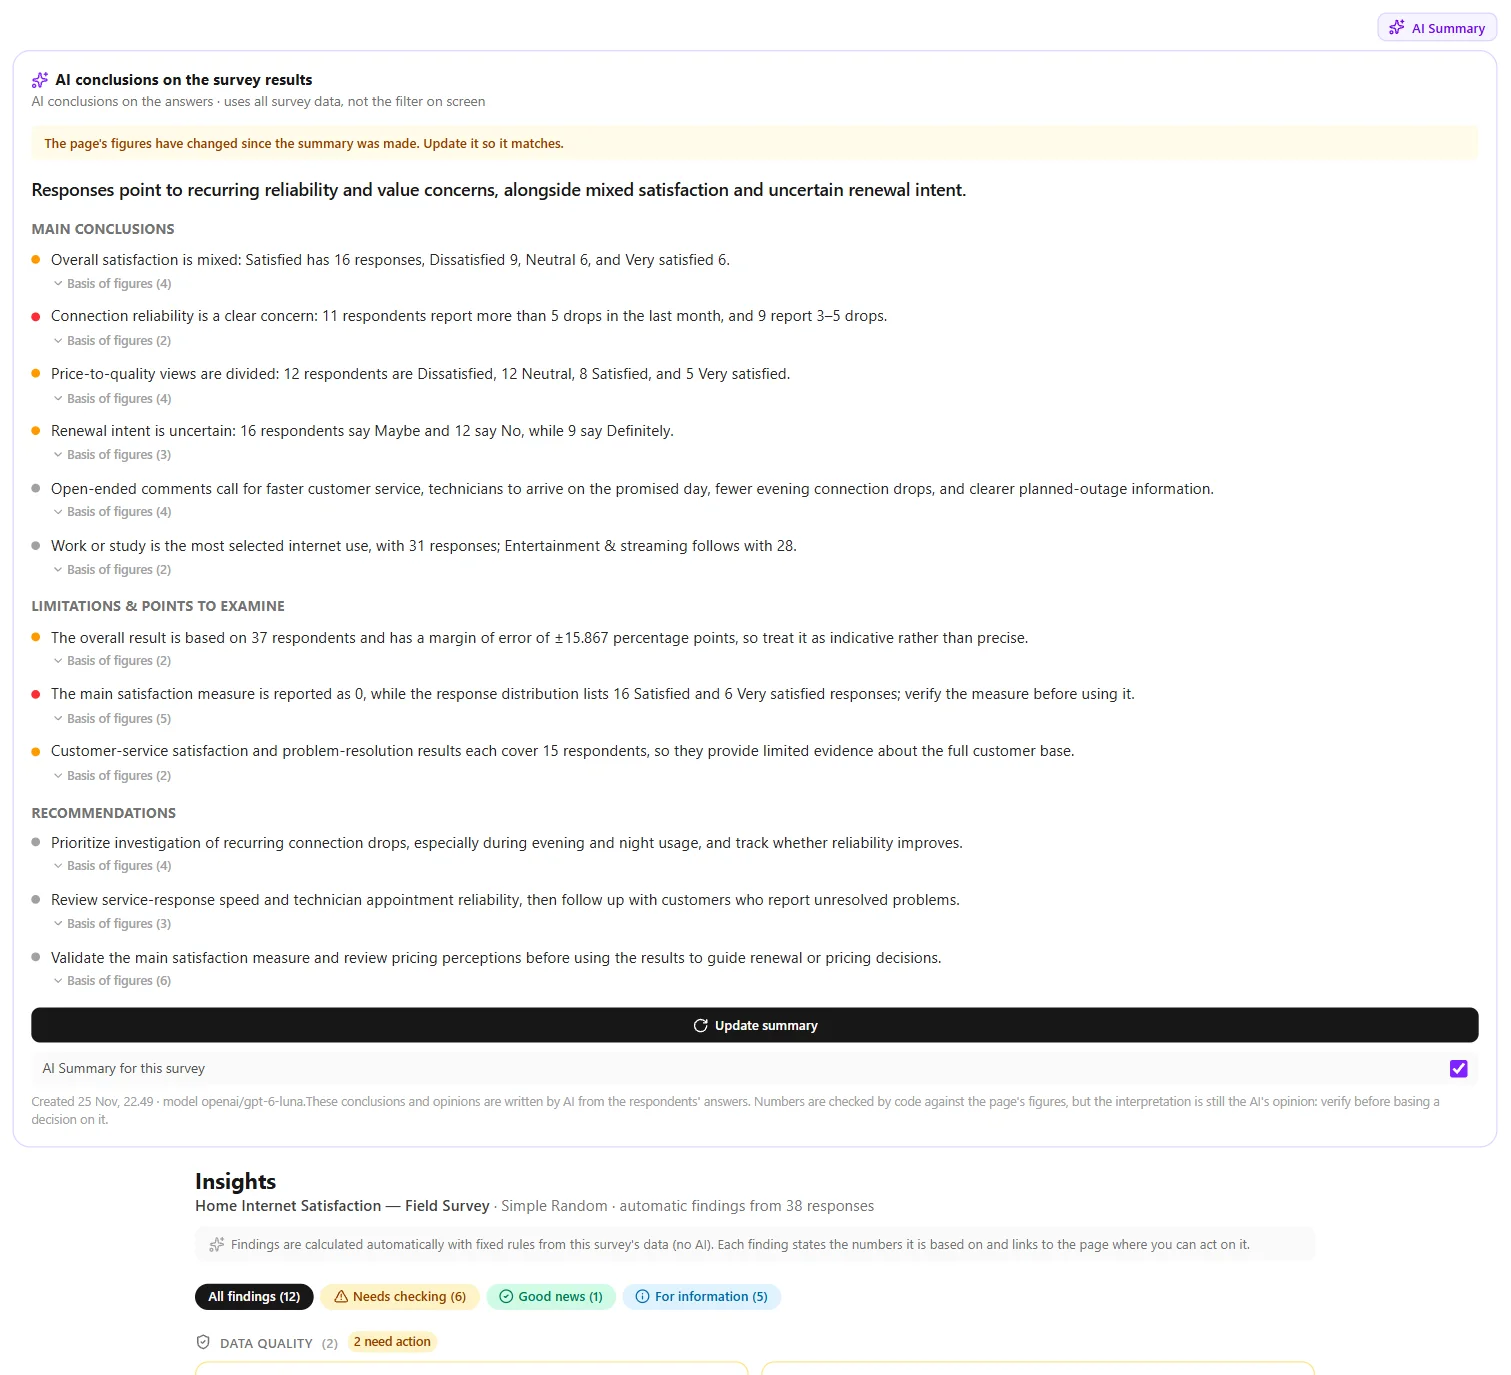 AI Summary
AI conclusions on the survey results
AI conclusions on the answers · uses all survey data, not the filter on screen
The page's figures have changed since the summary was made. Update it so it matches.
Responses point to recurring reliability and value concerns, alongside mixed satisfaction and uncertain renewal intent.
MAIN CONCLUSIONS
Overall satisfaction is mixed: Satisfied has 16 responses, Dissatisfied 9, Neutral 6, and Very satisfied 6.
Basis of figures (4)
Connection reliability is a clear concern: 11 respondents report more than 5 drops in the last month, and 9 report 3–5 drops.
Basis of figures (2)
Price-to-quality views are divided: 12 respondents are Dissatisfied, 12 Neutral, 8 Satisfied, and 5 Very satisfied.
Basis of figures (4)
Renewal intent is uncertain: 16 respondents say Maybe and 12 say No, while 9 say Definitely.
Basis of figures (3)
Open-ended comments call for faster customer service, technicians to arrive on the promised day, fewer evening connection drops, and clearer planned-outage information.
Basis of figures (4)
Work or study is the most selected internet use, with 31 responses; Entertainment & streaming follows with 28.
Basis of figures (2)
LIMITATIONS & POINTS TO EXAMINE
The overall result is based on 37 respondents and has a margin of error of ±15.867 percentage points, so treat it as indicative rather than precise.
Basis of figures (2)
The main satisfaction measure is reported as 0, while the response distribution lists 16 Satisfied and 6 Very satisfied responses; verify the measure before using it.
Basis of figures (5)
Customer-service satisfaction and problem-resolution results each cover 15 respondents, so they provide limited evidence about the full customer base.
Basis of figures (2)
RECOMMENDATIONS
Prioritize investigation of recurring connection drops, especially during evening and night usage, and track whether reliability improves.
Basis of figures (4)
Review service-response speed and technician appointment reliability, then follow up with customers who report unresolved problems.
Basis of figures (3)
Validate the main satisfaction measure and review pricing perceptions before using the results to guide renewal or pricing decisions.
Basis of figures (6)
Update summary
AI Summary for this survey
Created 25 Nov, 22.49 · model openai/gpt-6-luna.These conclusions and opinions are written by AI from the respondents' answers. Numbers are checked by code against the page's figures, but the interpretation is still the AI's opinion: verify before basing a
decision on it.
Insights
Home Internet Satisfaction — Field Survey · Simple Random · automatic findings from 38 responses
Findings are calculated automatically with fixed rules from this survey's data (no AI). Each finding states the numbers it is based on and links to the page where you can act on it.
All findings (12) Needs checking (6) Good news (1) For information (5)
DATA QUALITY (2) 2 need action